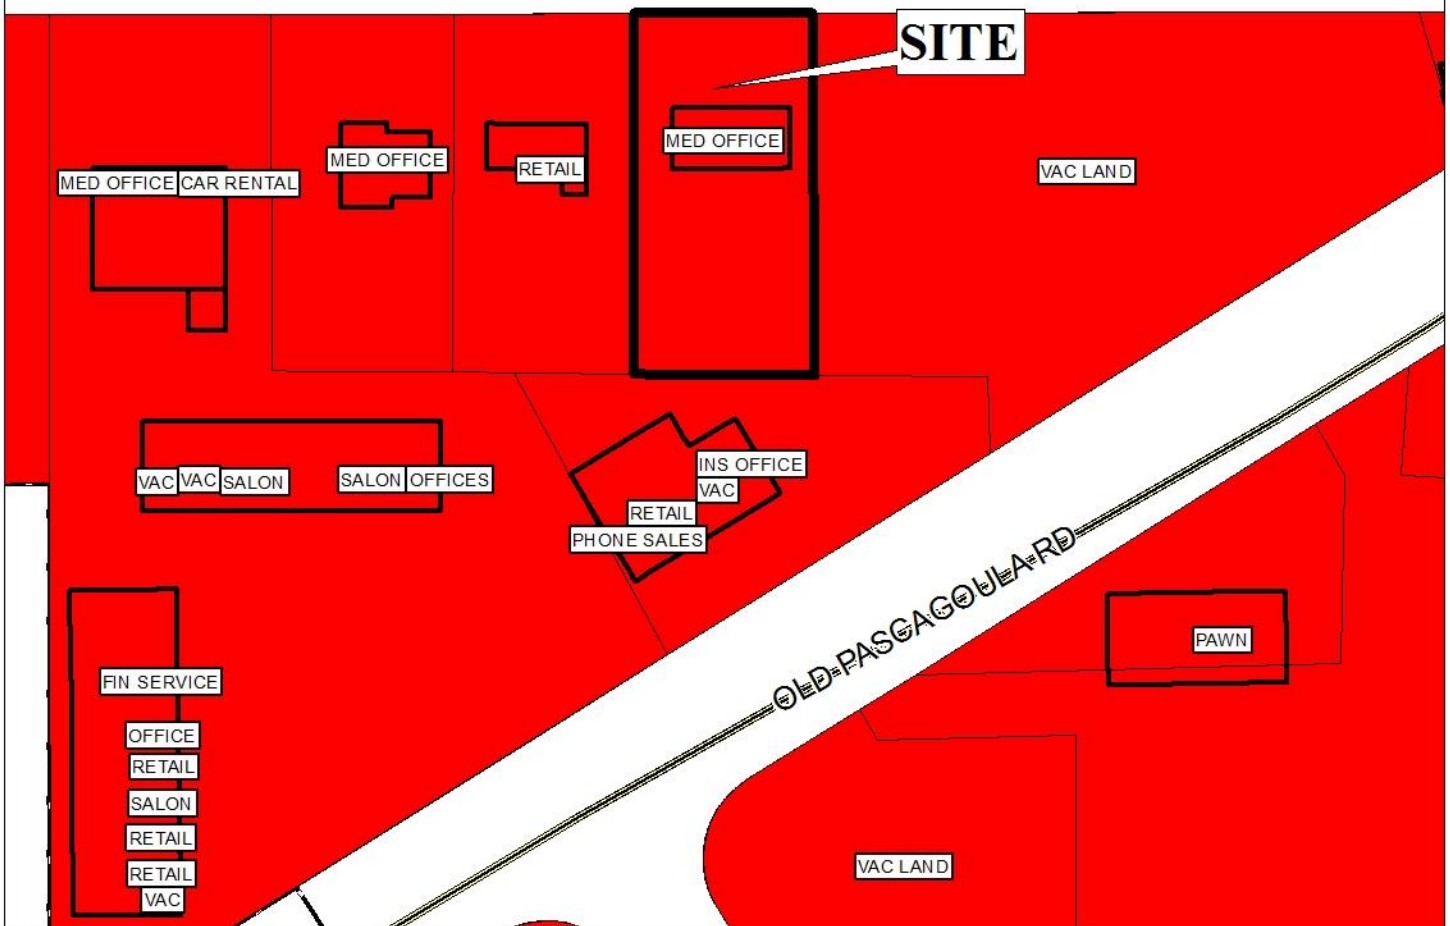 SITE
MED OFFICE
RETAIL
MED OFFICE
VAC LAND
MED OFFICE CAR RENTAL
INS OFFICE
VAC VAC SALON
SALON OFFICES
VAC
RETAIL
PHONE SALES
OLD PASCAGOULA RD
PAWN
FIN SERVICE
OFFICE
RETAIL
SALON
RETAIL
RETAIL
VAC
VAC LAND